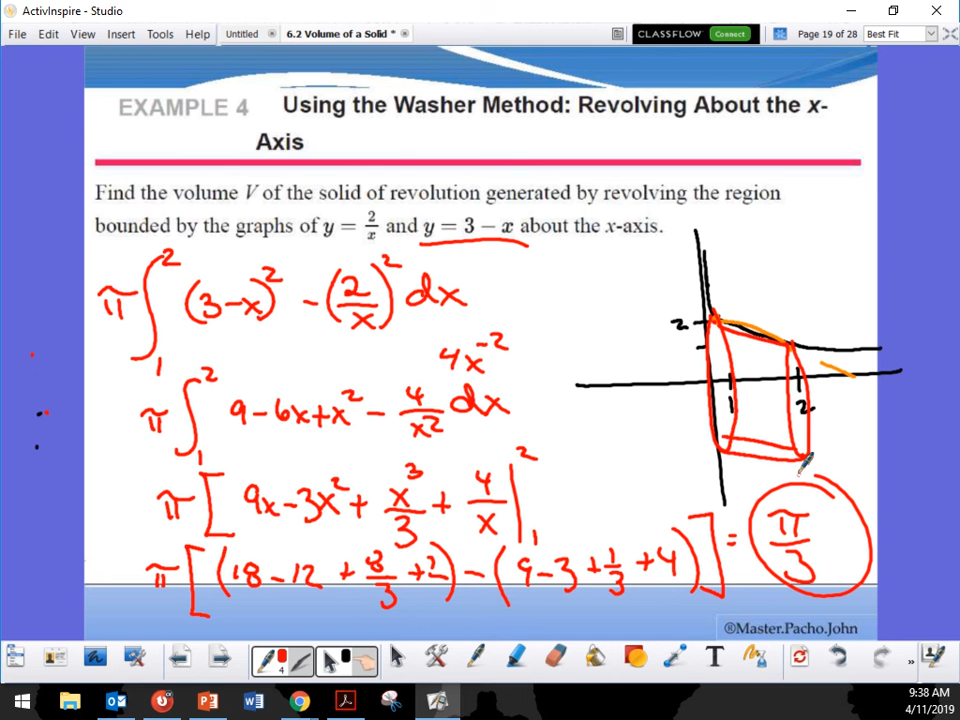 ActivInspire - Studio
File Edit View Insert Tools Help Untitled 6.2 Volume of a Solid * CLASSFLOW Connect Page 19 of 28 Best Fit
EXAMPLE 4 Using the Washer Method: Revolving About the x-
Axis
Find the volume V of the solid of revolution generated by revolving the region
bounded by the graphs of y = 2/x and y = 3 − x about the x-axis.
π ∫₁² (3-x)² - (2/x)² dx
4x⁻²
π ∫₁² 9 - 6x + x² - 4/x² dx
π [ 9x - 3x² + x³/3 + 4/x |₁²
π [ (18 - 12 + 8/3 + 2) - (9 - 3 + 1/3 + 4) ] = π/3
2
1
2
®Master.Pacho.John
4
T
»
9:38 AM
4/11/2019